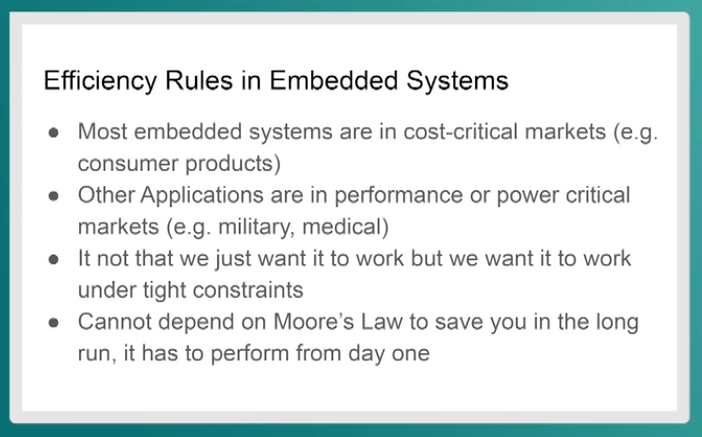 Efficiency Rules in Embedded Systems
● Most embedded systems are in cost-critical markets (e.g.
consumer products)
● Other Applications are in performance or power critical
markets (e.g. military, medical)
● It not that we just want it to work but we want it to work
under tight constraints
● Cannot depend on Moore’s Law to save you in the long
run, it has to perform from day one